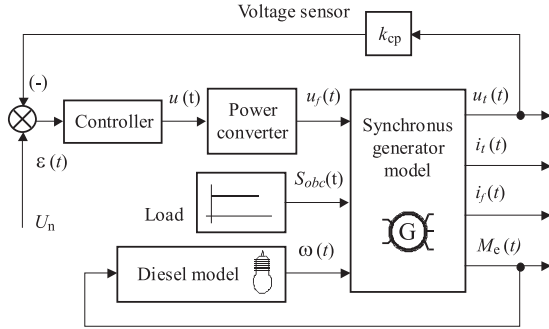 Voltage sensor
k_cp
(-)
u (t)
u_f (t)
u_t (t)
Controller
Power
converter
Synchronus
generator
model
ε (t)
i_t (t)
S_obc(t)
i_f (t)
U_n
Load
G
ω (t)
M_e (t)
Diesel model